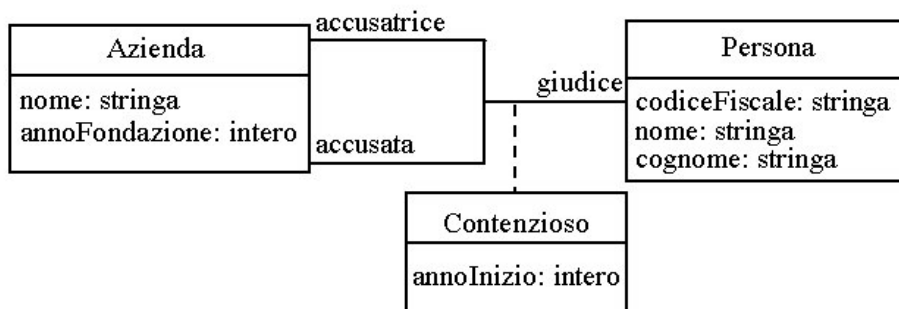 accusatrice
Azienda
nome: stringa
annoFondazione: intero
accusata
giudice
Persona
codiceFiscale: stringa
nome: stringa
cognome: stringa
Contenzioso
annoInizio: intero